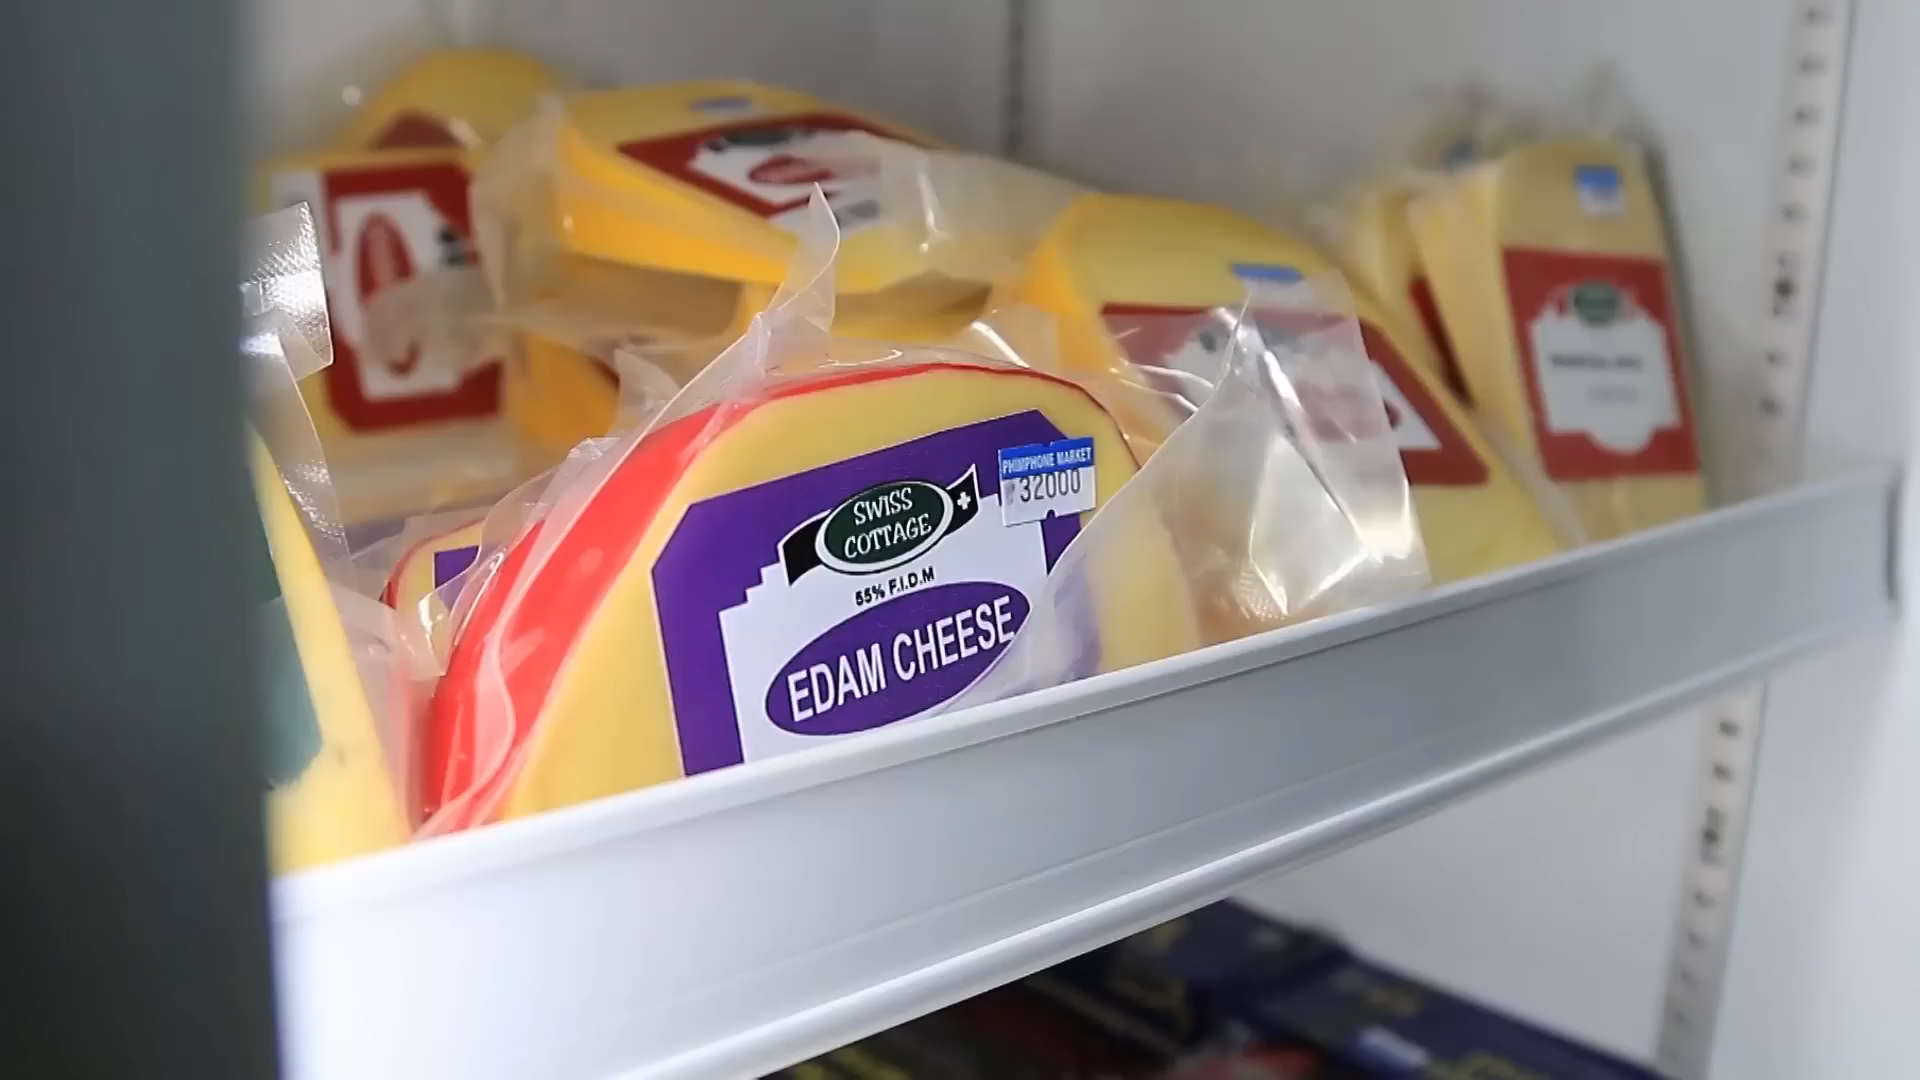 PHIMPHONE MARKET
32000
SWISS
COTTAGE
55% F.I.D.M
EDAM CHEESE